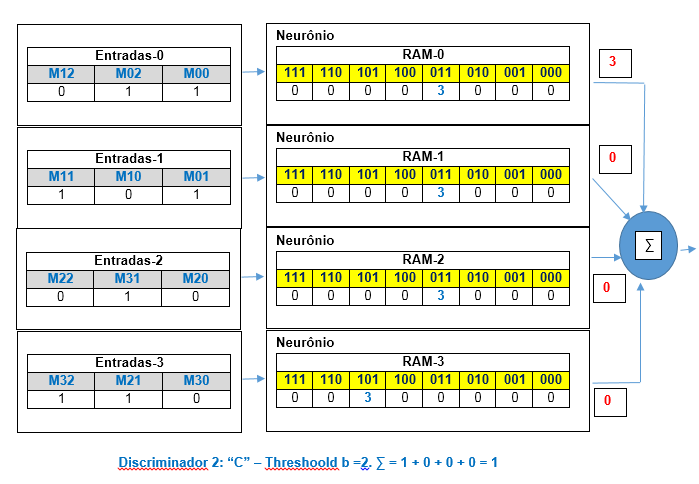 Neurônio
Entradas-0
M12 M02 M00
0 1 1
RAM-0
111 110 101 100 011 010 001 000
0 0 0 0 3 0 0 0
3
Neurônio
Entradas-1
M11 M10 M01
1 0 1
RAM-1
111 110 101 100 011 010 001 000
0 0 0 0 3 0 0 0
0
Neurônio
Entradas-2
M22 M31 M20
0 1 0
RAM-2
111 110 101 100 011 010 001 000
0 0 0 0 3 0 0 0
0
∑
Neurônio
Entradas-3
M32 M21 M30
1 1 0
RAM-3
111 110 101 100 011 010 001 000
0 0 3 0 0 0 0 0
0
Discriminador 2: “C” – Threshoold b =2. ∑ = 1 + 0 + 0 + 0 = 1